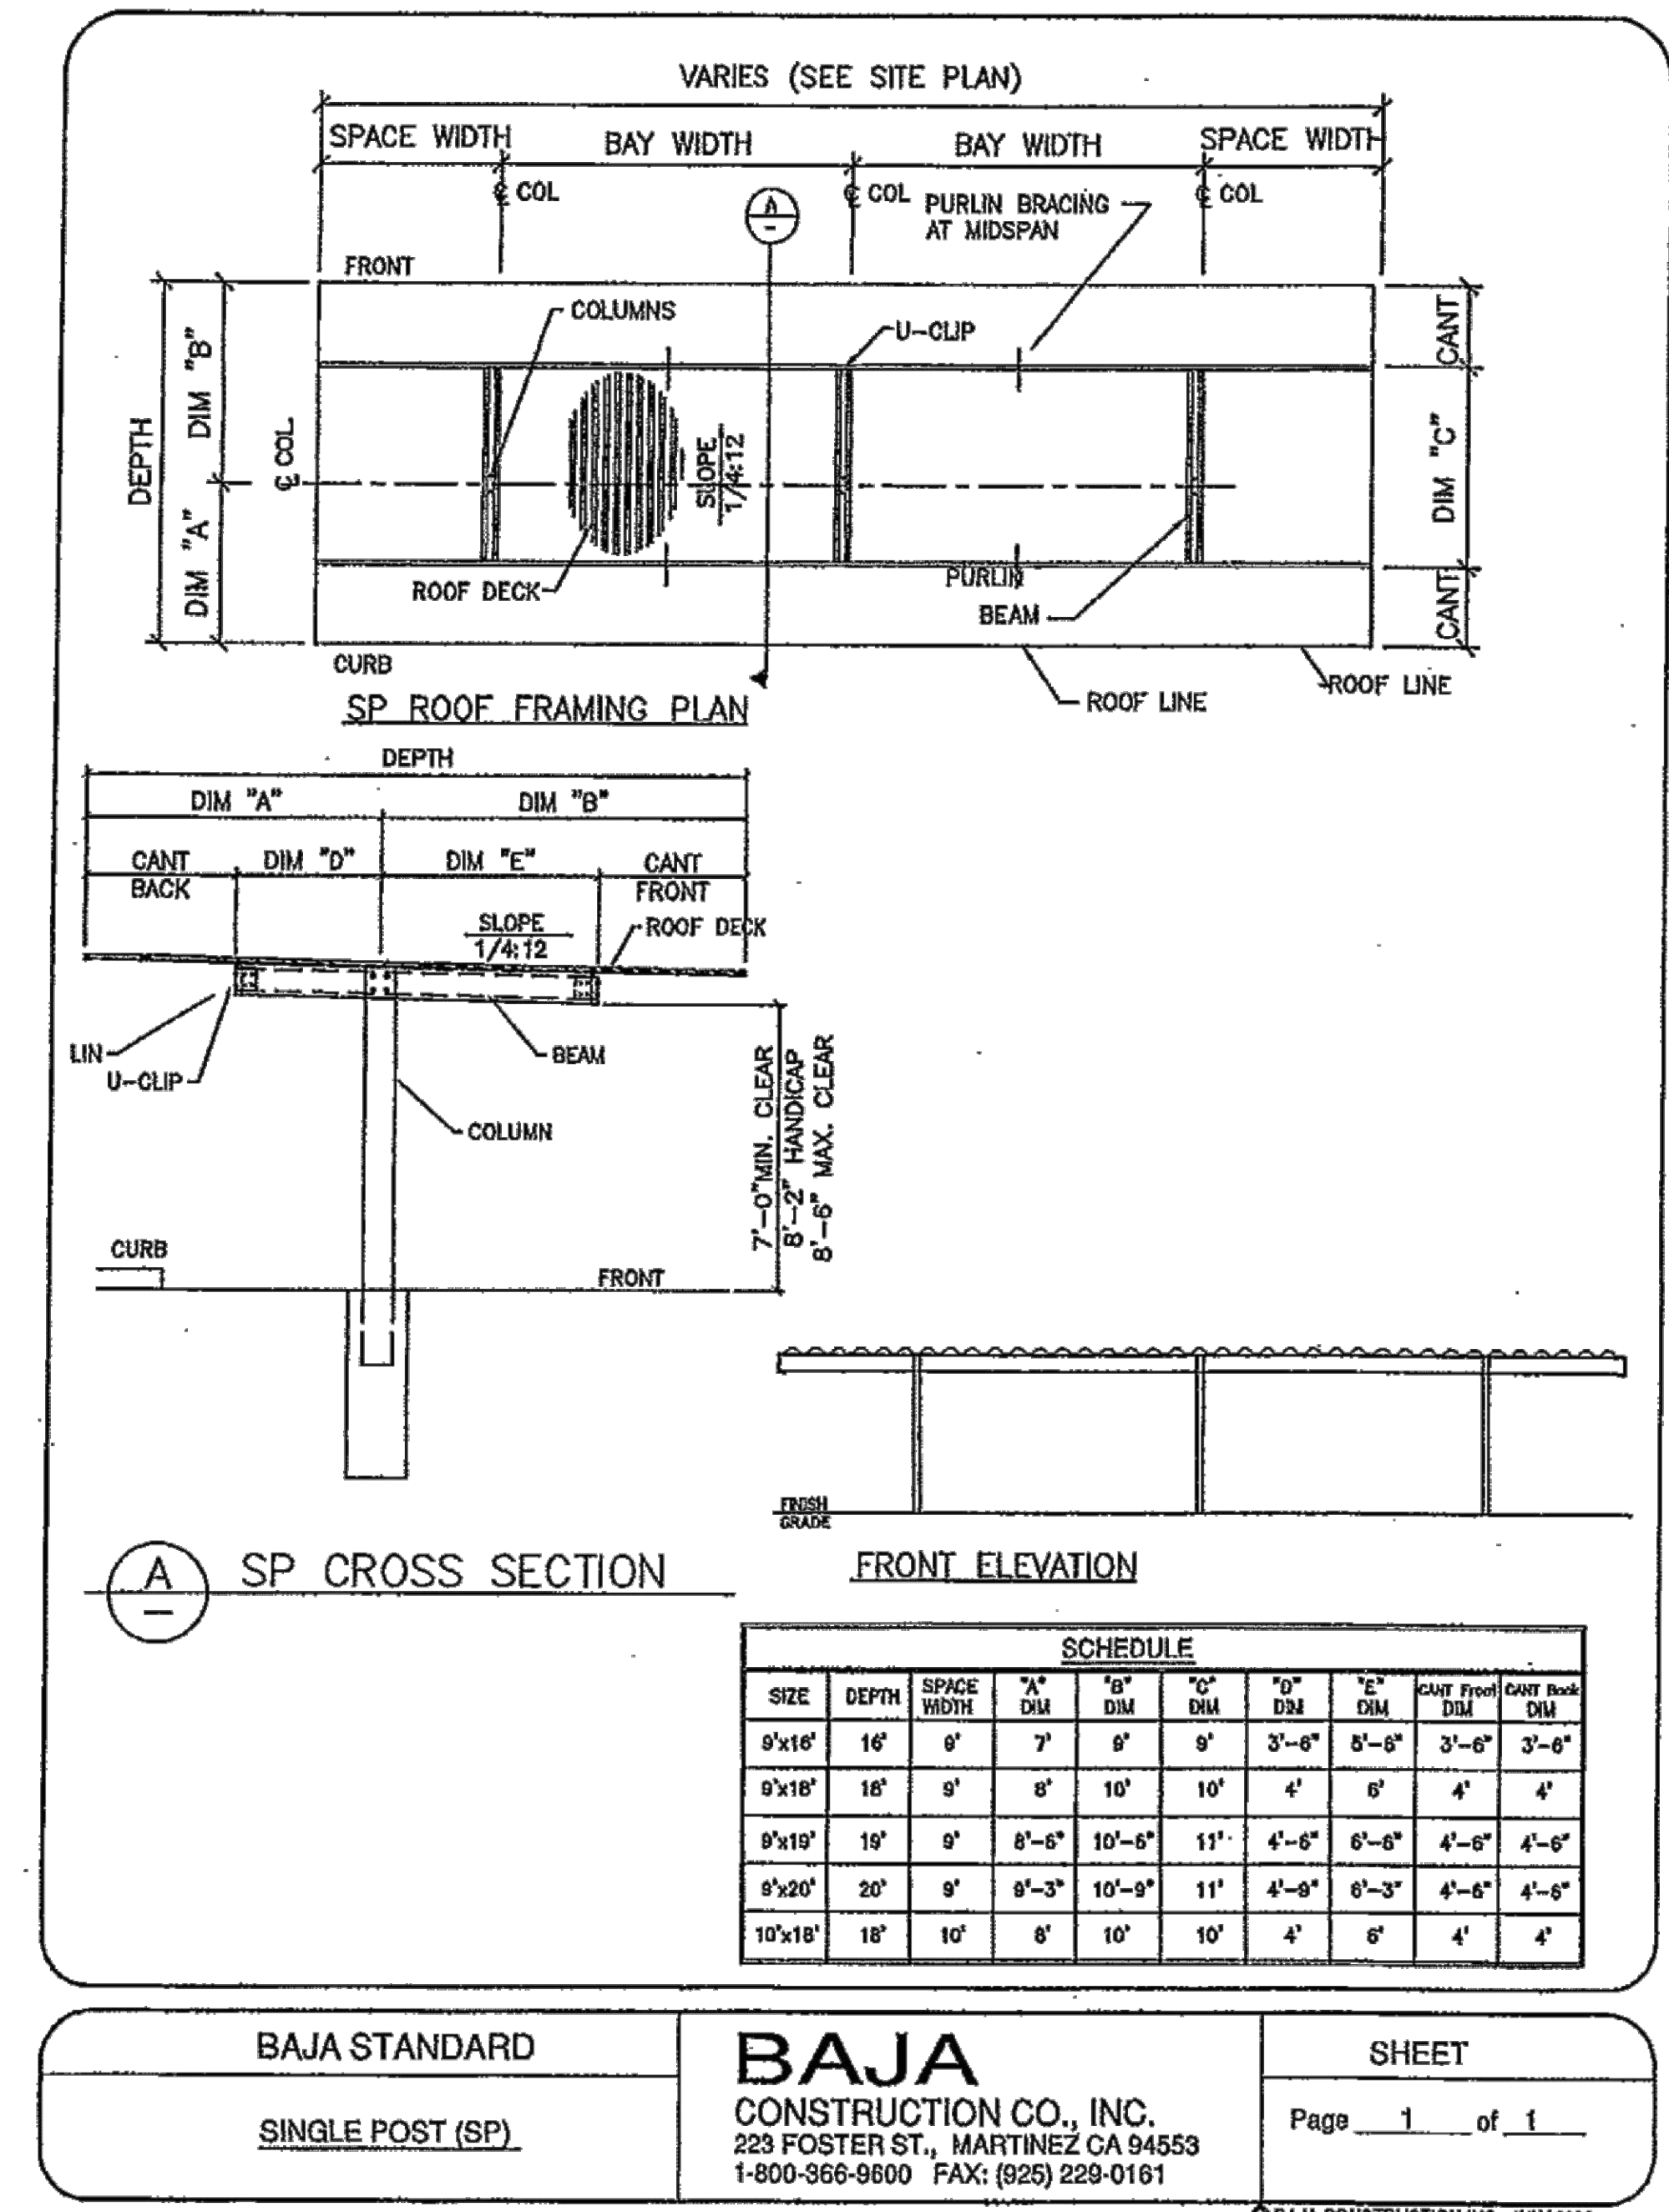 VARIES (SEE SITE PLAN)
SPACE WIDTH BAY WIDTH BAY WIDTH SPACE WIDTH
℄ COL ℄ COL ℄ COL
PURLIN BRACING
AT MIDSPAN
A
-
FRONT
COLUMNS
U-CLIP
CANT
DIM "B"
DEPTH
℄ COL
SLOPE
1/4:12
DIM "C"
DIM "A"
ROOF DECK
PURLIN
BEAM
CANT
CURB
ROOF LINE
ROOF LINE
SP ROOF FRAMING PLAN
DEPTH
DIM "A" DIM "B"
CANT DIM "D" DIM "E" CANT
BACK FRONT
SLOPE
1/4:12
ROOF DECK
LIN
U-CLIP
BEAM
COLUMN
7'-0"MIN. CLEAR
8'-2" HANDICAP
8'-6" MAX. CLEAR
CURB
FRONT
FINISH
GRADE
A
-
SP CROSS SECTION
FRONT ELEVATION
SCHEDULE
SIZE DEPTH SPACE WIDTH "A" DIM "B" DIM "C" DIM "D" DIM "E" DIM CANT Front DIM CANT Back DIM
9'x16' 16' 9' 7' 9' 9' 3'-6" 5'-6" 3'-6" 3'-6"
9'x18' 18' 9' 8' 10' 10' 4' 6' 4' 4'
9'x19' 19' 9' 8'-6" 10'-6" 11' 4'-6" 6'-6" 4'-6" 4'-6"
9'x20' 20' 9' 9'-3" 10'-9" 11' 4'-9" 6'-3" 4'-6" 4'-6"
10'x18' 18' 10' 8' 10' 10' 4' 6' 4' 4'
BAJA STANDARD
SINGLE POST (SP)
BAJA
CONSTRUCTION CO., INC.
223 FOSTER ST., MARTINEZ CA 94553
1-800-366-9600 FAX: (925) 229-0161
SHEET
Page 1 of 1